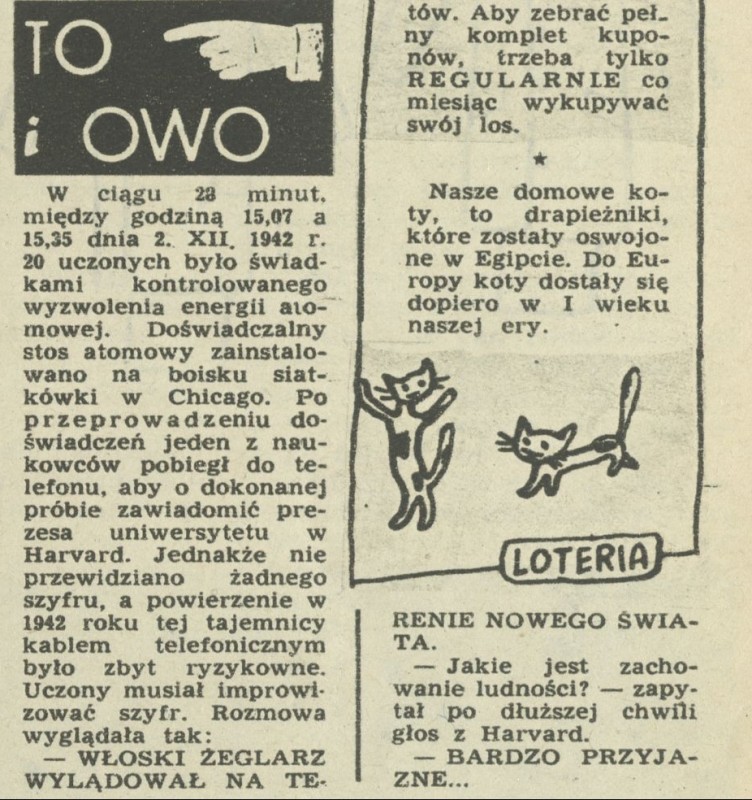 TO
i OWO
W ciągu 28 minut,
między godziną 15,07 a
15,35 dnia 2. XII. 1942 r.
20 uczonych było świad-
kami kontrolowanego
wyzwolenia energii ato-
mowej. Doświadczalny
stos atomowy zainstalo-
wano na boisku siat-
kówki w Chicago. Po
przeprowadzeniu do-
świadczeń jeden z nau-
kowców pobiegł do te-
lefonu, aby o dokonanej
próbie zawiadomić pre-
zesa uniwersytetu w
Harvard. Jednakże nie
przewidziano żadnego
szyfru, a powierzenie w
1942 roku tej tajemnicy
kablem telefonicznym
było zbyt ryzykowne.
Uczony musiał improwi-
zować szyfr. Rozmowa
wyglądała tak:
— WŁOSKI ŻEGLARZ
WYLĄDOWAŁ NA TE-
RENIE NOWEGO ŚWIA-
TA.
— Jakie jest zacho-
wanie ludności? — zapy-
tał po dłuższej chwili
głos z Harvard.
— BARDZO PRZYJA-
ZNE...
tów. Aby zebrać peł-
ny komplet kupo-
nów, trzeba tylko
REGULARNIE co
miesiąc wykupywać
swój los.
★
Nasze domowe ko-
ty, to drapieżniki,
które zostały oswojo-
ne w Egipcie. Do Eu-
ropy koty dostały się
dopiero w I wieku
naszej ery.
LOTERIA